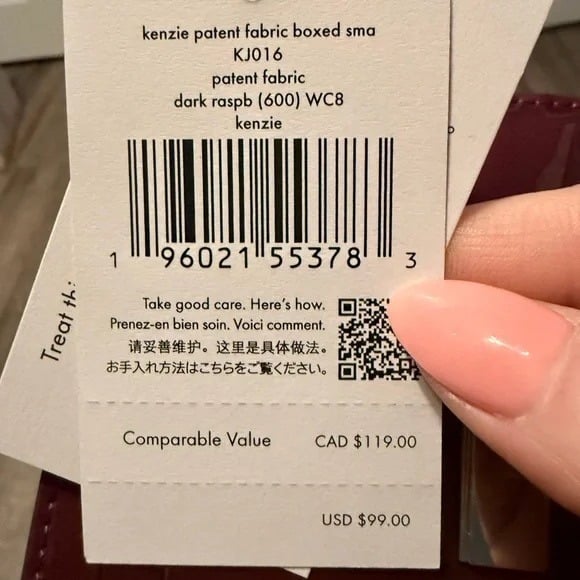 kenzie patent fabric boxed sma
KJ016
patent fabric
dark raspb (600) WC8
kenzie
1 96021 55378 3
Take good care. Here's how.
Prenez-en bien soin. Voici comment.
请妥善维护。这里是具体做法。
お手入れ方法はこちらをご覧ください。
Treat
Comparable Value CAD $119.00
USD $99.00